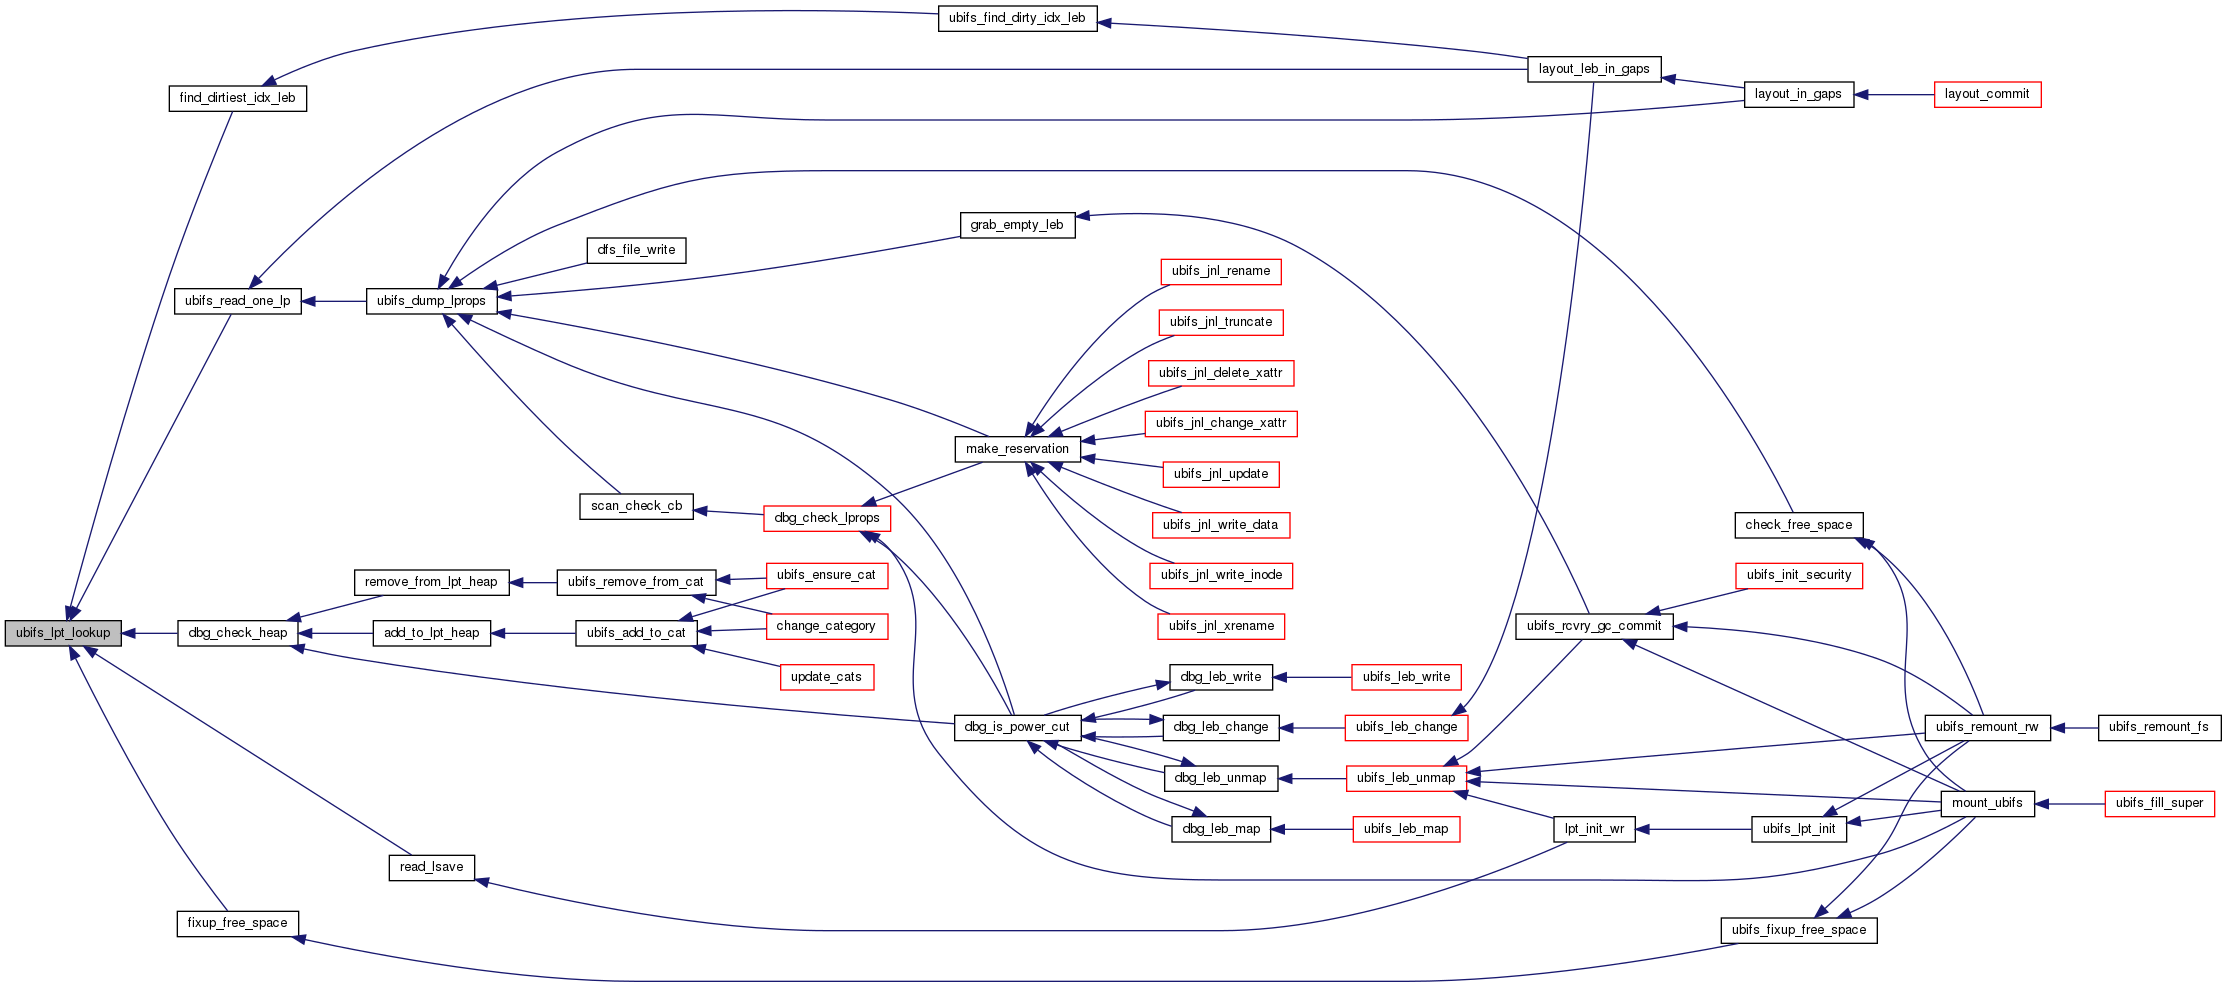 ubifs_find_dirty_idx_leb
layout_leb_in_gaps
find_dirtiest_idx_leb
layout_in_gaps
layout_commit
grab_empty_leb
dfs_file_write
ubifs_jnl_rename
ubifs_read_one_lp
ubifs_dump_lprops
ubifs_jnl_truncate
ubifs_jnl_delete_xattr
ubifs_jnl_change_xattr
make_reservation
ubifs_jnl_update
scan_check_cb
dbg_check_lprops
ubifs_jnl_write_data
check_free_space
remove_from_lpt_heap
ubifs_remove_from_cat
ubifs_ensure_cat
ubifs_jnl_write_inode
ubifs_init_security
ubifs_lpt_lookup
dbg_check_heap
add_to_lpt_heap
ubifs_add_to_cat
change_category
ubifs_jnl_xrename
ubifs_rcvry_gc_commit
update_cats
dbg_leb_write
ubifs_leb_write
dbg_is_power_cut
dbg_leb_change
ubifs_leb_change
ubifs_remount_rw
ubifs_remount_fs
dbg_leb_unmap
ubifs_leb_unmap
mount_ubifs
ubifs_fill_super
dbg_leb_map
ubifs_leb_map
lpt_init_wr
ubifs_lpt_init
read_lsave
fixup_free_space
ubifs_fixup_free_space